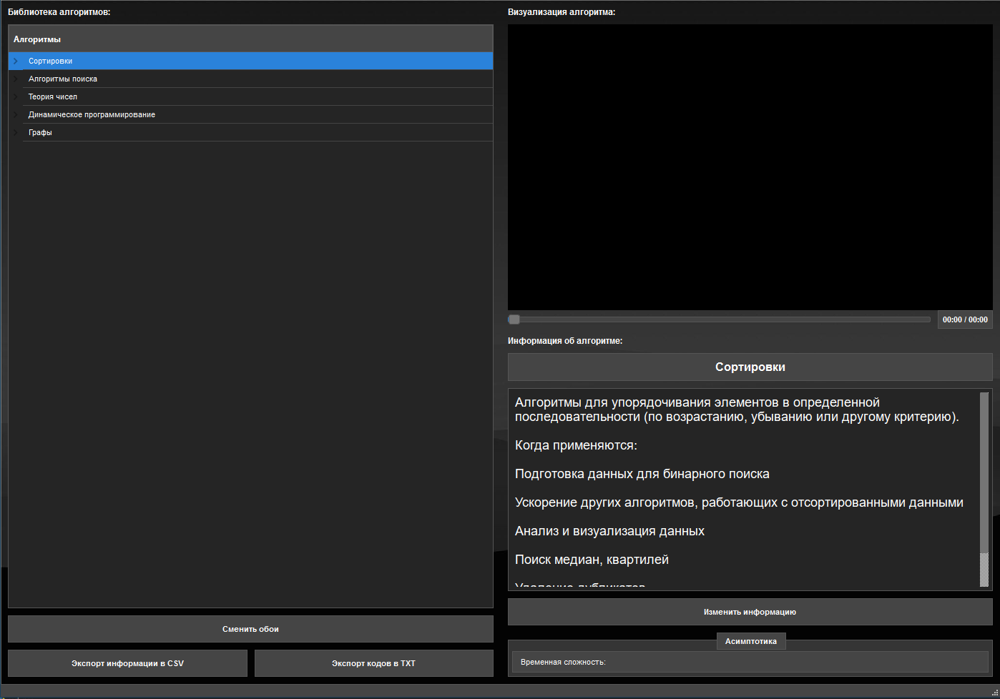 Библиотека алгоритмов:
Алгоритмы
Сортировки
Алгоритмы поиска
Теория чисел
Динамическое программирование
Графы
Сменить обои
Экспорт информации в CSV
Экспорт кодов в TXT
Визуализация алгоритма:
00:00 / 00:00
Информация об алгоритме:
Сортировки
Алгоритмы для упорядочивания элементов в определенной
последовательности (по возрастанию, убыванию или другому критерию).
Когда применяются:
Подготовка данных для бинарного поиска
Ускорение других алгоритмов, работающих с отсортированными данными
Анализ и визуализация данных
Поиск медиан, квартилей
Удаление дубликатов
Изменить информацию
Асимптотика
Временная сложность: